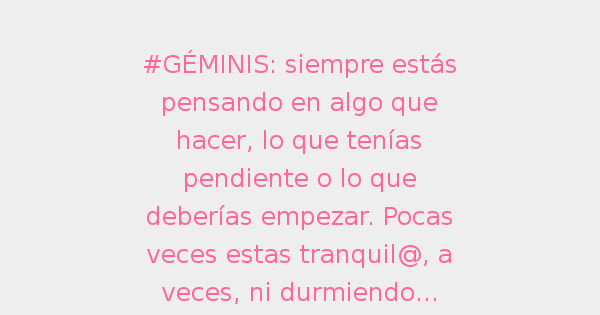 #GÉMINIS: siempre estás
pensando en algo que
hacer, lo que tenías
pendiente o lo que
deberías empezar. Pocas
veces estas tranquil@, a
veces, ni durmiendo...